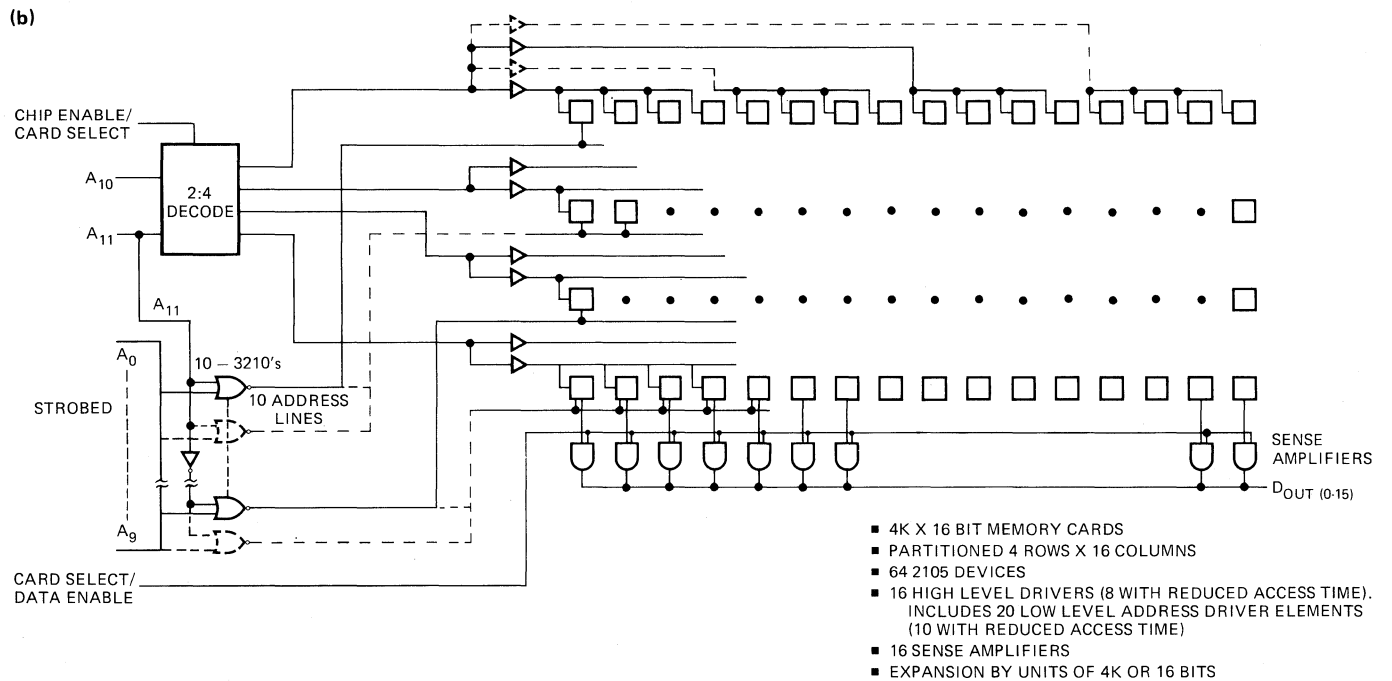 (b)
CHIP ENABLE/
CARD SELECT
A10
2:4
DECODE
A11
A11
A0
10 – 3210's
STROBED
10 ADDRESS
LINES
A9
CARD SELECT/
DATA ENABLE
SENSE
AMPLIFIERS
DOUT (0-15)
■ 4K X 16 BIT MEMORY CARDS
■ PARTITIONED 4 ROWS X 16 COLUMNS
■ 64 2105 DEVICES
■ 16 HIGH LEVEL DRIVERS (8 WITH REDUCED ACCESS TIME).
INCLUDES 20 LOW LEVEL ADDRESS DRIVER ELEMENTS
(10 WITH REDUCED ACCESS TIME)
■ 16 SENSE AMPLIFIERS
■ EXPANSION BY UNITS OF 4K OR 16 BITS